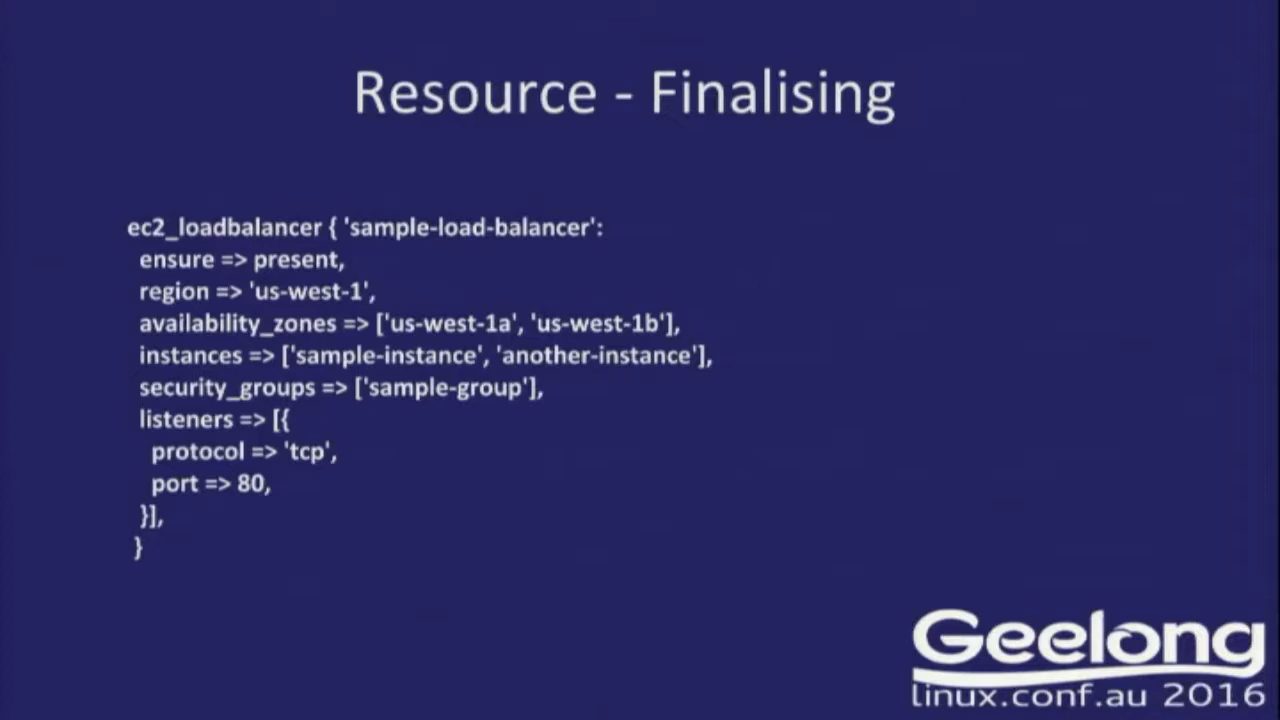 Resource - Finalising
ec2_loadbalancer { 'sample-load-balancer':
ensure => present,
region => 'us-west-1',
availability_zones => ['us-west-1a', 'us-west-1b'],
instances => ['sample-instance', 'another-instance'],
security_groups => ['sample-group'],
listeners => [{
protocol => 'tcp',
port => 80,
}],
}
Geelong
linux.conf.au 2016